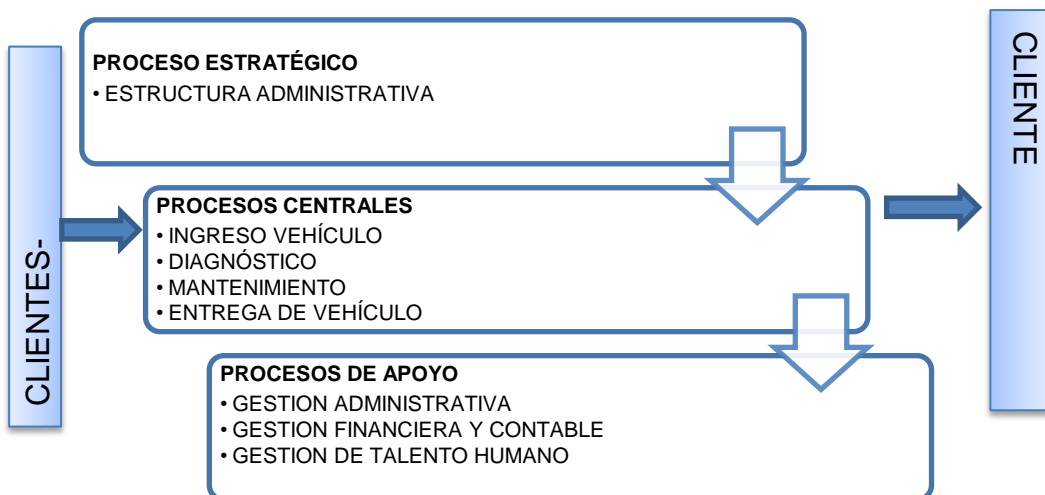 CLIENTES-
PROCESO ESTRATÉGICO
• ESTRUCTURA ADMINISTRATIVA
PROCESOS CENTRALES
• INGRESO VEHÍCULO
• DIAGNÓSTICO
• MANTENIMIENTO
• ENTREGA DE VEHÍCULO
PROCESOS DE APOYO
• GESTION ADMINISTRATIVA
• GESTION FINANCIERA Y CONTABLE
• GESTION DE TALENTO HUMANO
CLIENTE